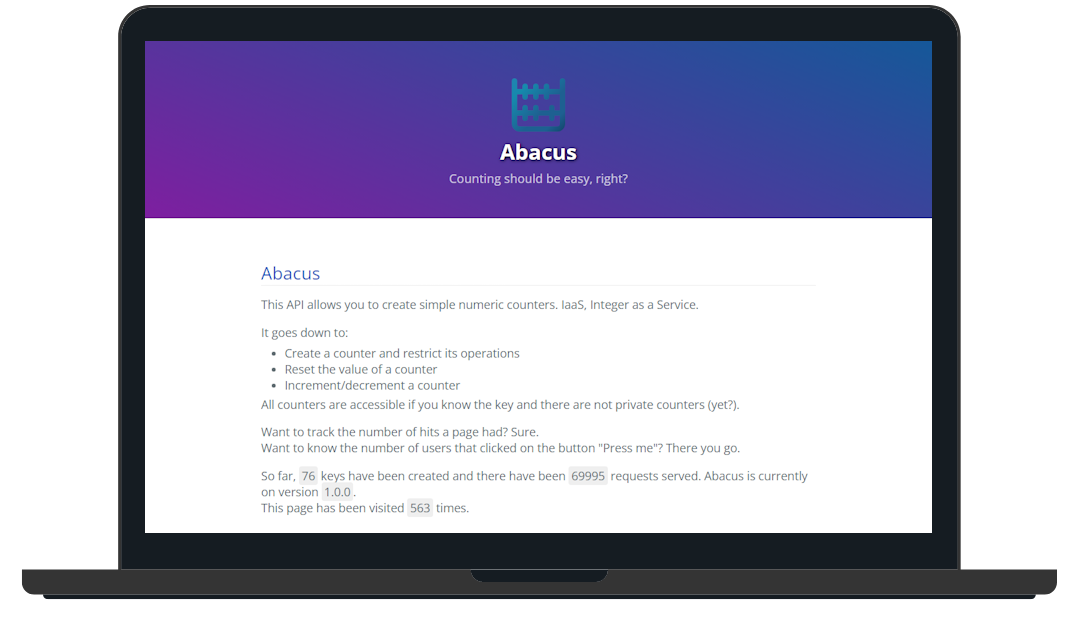 Abacus
Counting should be easy, right?
Abacus
This API allows you to create simple numeric counters. IaaS, Integer as a Service.
It goes down to:
• Create a counter and restrict its operations
• Reset the value of a counter
• Increment/decrement a counter
All counters are accessible if you know the key and there are not private counters (yet?).
Want to track the number of hits a page had? Sure.
Want to know the number of users that clicked on the button "Press me"? There you go.
So far, 76 keys have been created and there have been 69995 requests served. Abacus is currently
on version 1.0.0.
This page has been visited 563 times.